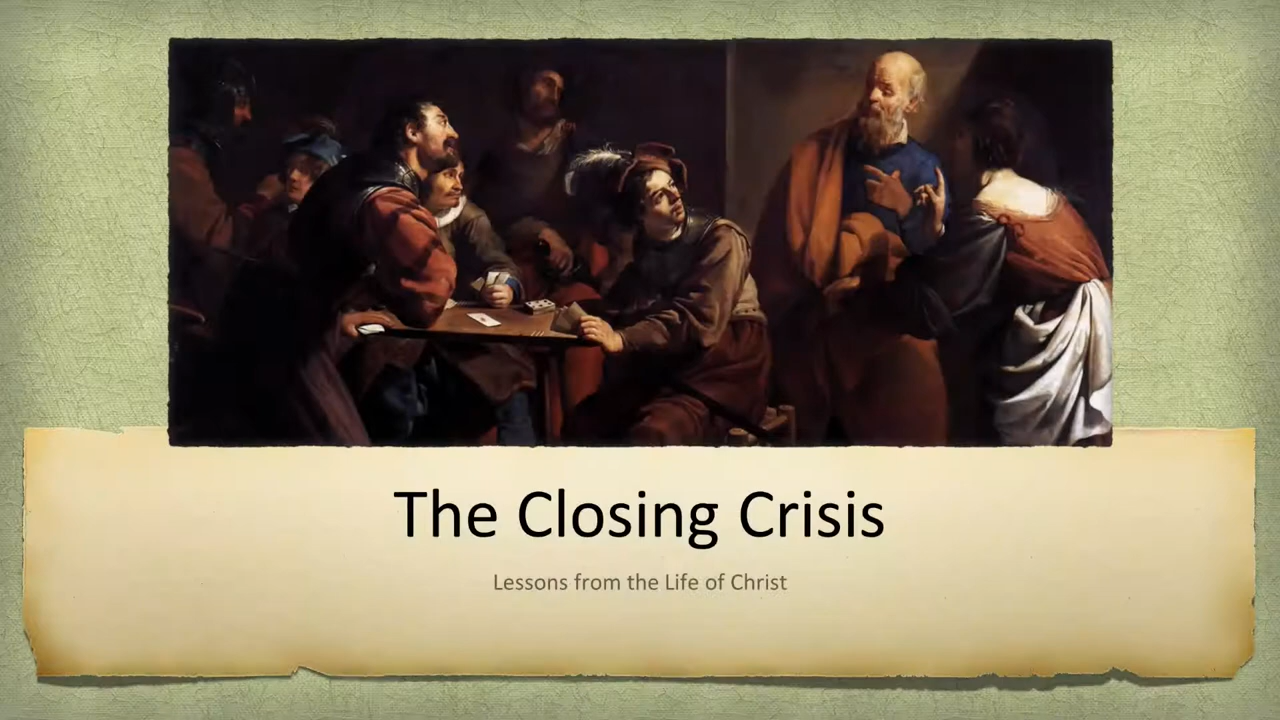 The Closing Crisis
Lessons from the Life of Christ